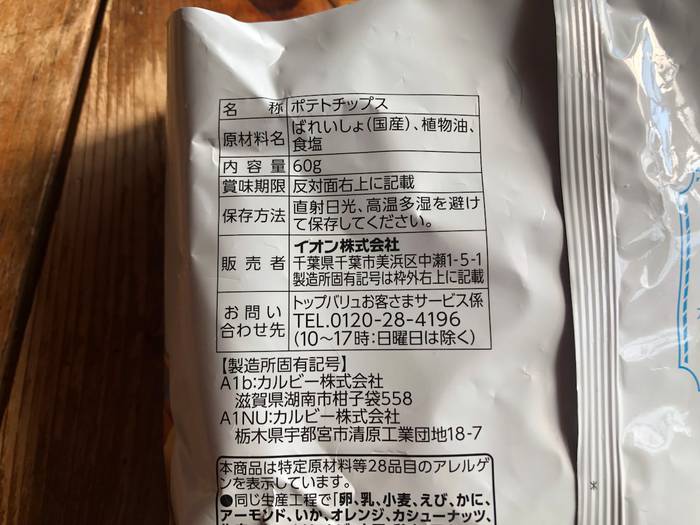 名 称 ポテトチップス
原材料名 ばれいしょ(国産)、植物油、
食塩
内容量 60g
賞味期限 反対面右上に記載
保存方法 直射日光、高温多湿を避け
て保存してください。
販売者 イオン株式会社
千葉県千葉市美浜区中瀬1-5-1
製造所固有記号は枠外右上に記載
お問い合わせ先 トップバリュお客さまサービス係
TEL.0120-28-4196
(10~17時:日曜日は除く)
【製造所固有記号】
A1b:カルビー株式会社
滋賀県湖南市柑子袋558
A1NU:カルビー株式会社
栃木県宇都宮市清原工業団地18-7
本商品は特定原材料等28品目のアレルゲ
ンを表示しています。
●同じ生産工程で「卵、乳、小麦、えび、かに、
アーモンド、いか、オレンジ、カシューナッツ、